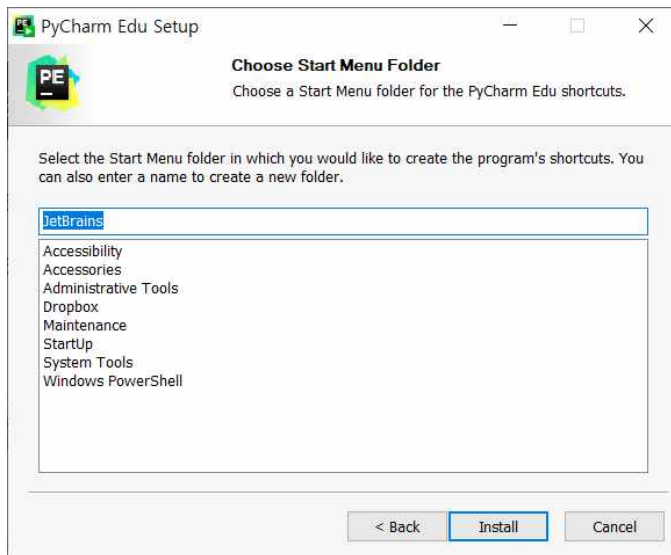 PyCharm Edu Setup
PE
Choose Start Menu Folder
Choose a Start Menu folder for the PyCharm Edu shortcuts.
Select the Start Menu folder in which you would like to create the program's shortcuts. You
can also enter a name to create a new folder.
JetBrains
Accessibility
Accessories
Administrative Tools
Dropbox
Maintenance
StartUp
System Tools
Windows PowerShell
< Back Install Cancel